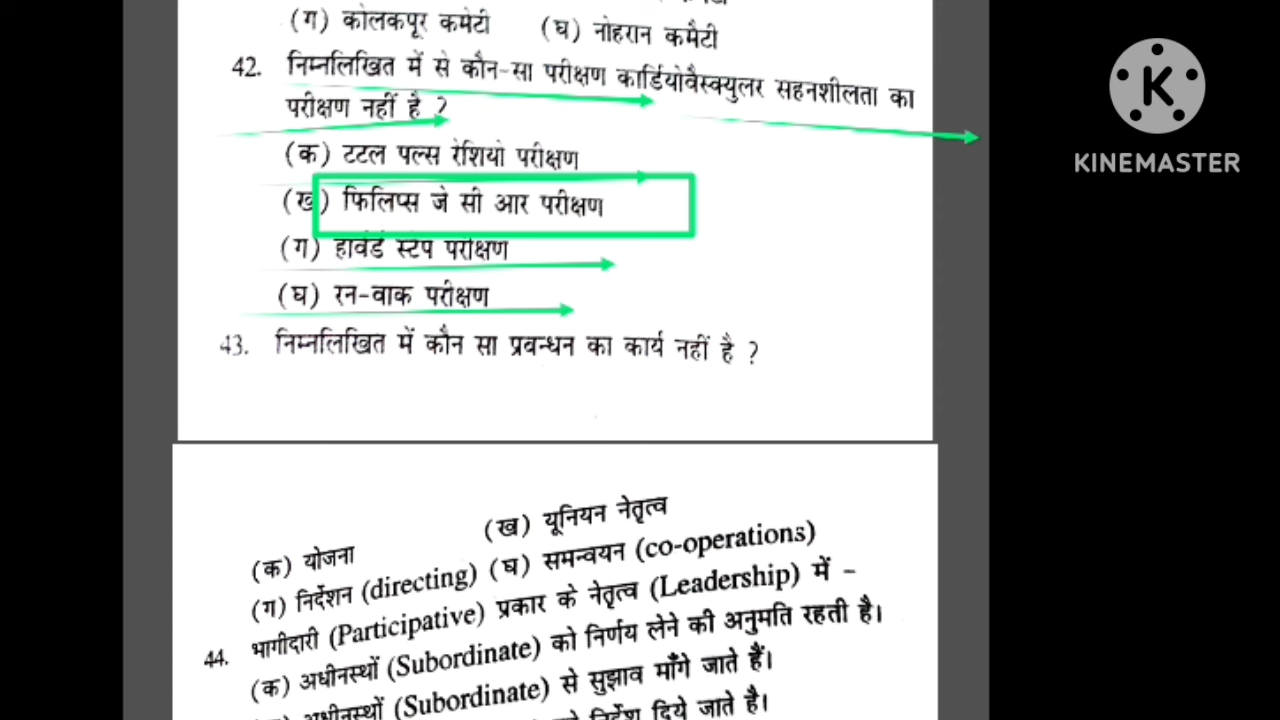 (ग) कोलकपूर कमेटी (घ) नोहरान कमैटी
42. निम्नलिखित में से कौन-सा परीक्षण कार्डियोवैस्क्युलर सहनशीलता का
परीक्षण नहीं है ?
(क) टटल पल्स रेशियो परीक्षण
(ख) फिलिप्स जे सी आर परीक्षण
(ग) हार्वर्ड स्टेप परीक्षण
(घ) रन-वाक परीक्षण
43. निम्नलिखित में कौन सा प्रबन्धन का कार्य नहीं है ?
K
KINEMASTER
(क) योजना (ख) यूनियन नेतृत्व
(ग) निर्देशन (directing) (घ) समन्वयन (co-operations)
44. भागीदारी (Participative) प्रकार के नेतृत्व (Leadership) में -
(क) अधीनस्थों (Subordinate) को निर्णय लेने की अनुमति रहती है।
अधीनस्थों (Subordinate) से सुझाव माँगे जाते हैं।
निर्देश दिये जाते है।